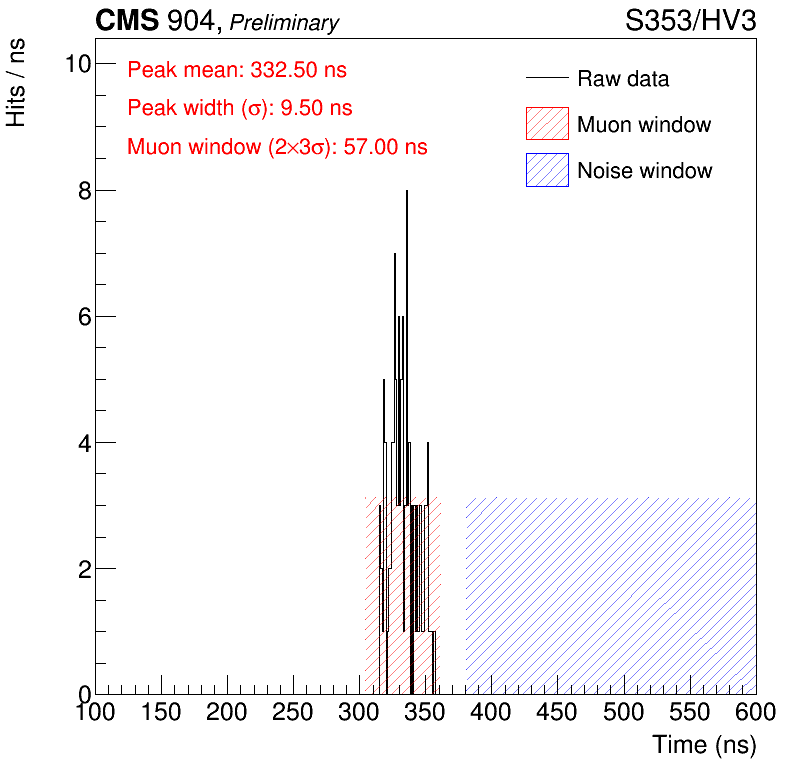 CMS 904, Preliminary S353/HV3
Hits / ns
Peak mean: 332.50 ns
Peak width (σ): 9.50 ns
Muon window (2×3σ): 57.00 ns
Raw data
Muon window
Noise window
10
8
6
4
2
0
100 150 200 250 300 350 400 450 500 550 600
Time (ns)